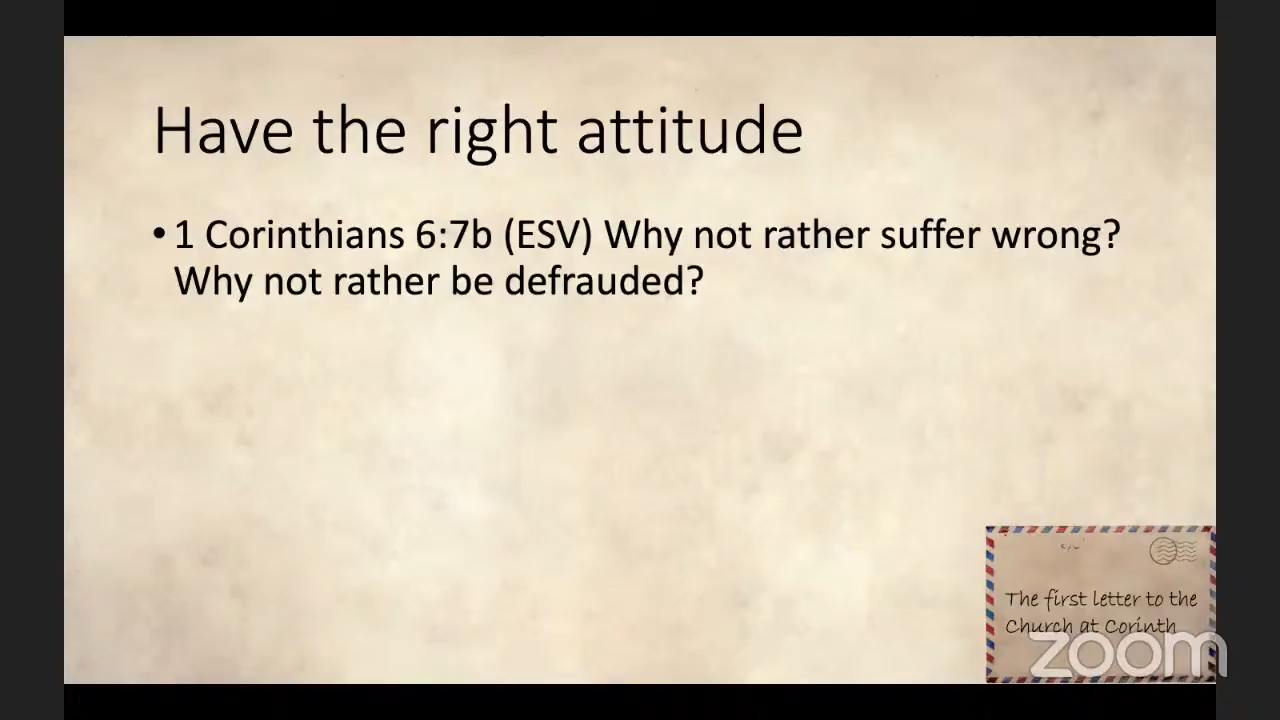 Have the right attitude
• 1 Corinthians 6:7b (ESV) Why not rather suffer wrong?
Why not rather be defrauded?
The first letter to the
Church at Corinth
zoom